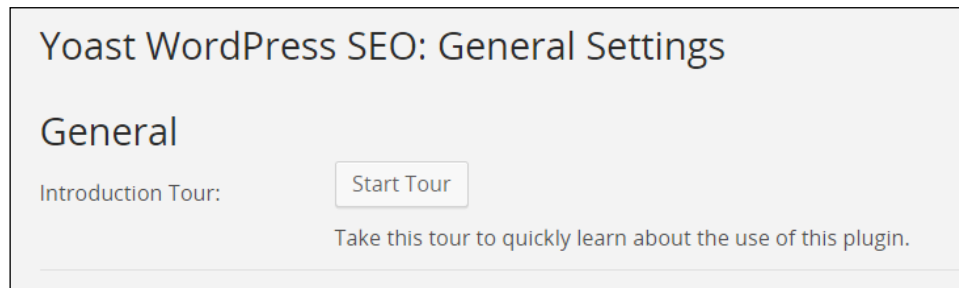 Yoast WordPress SEO: General Settings
General
Introduction Tour:
Start Tour
Take this tour to quickly learn about the use of this plugin.